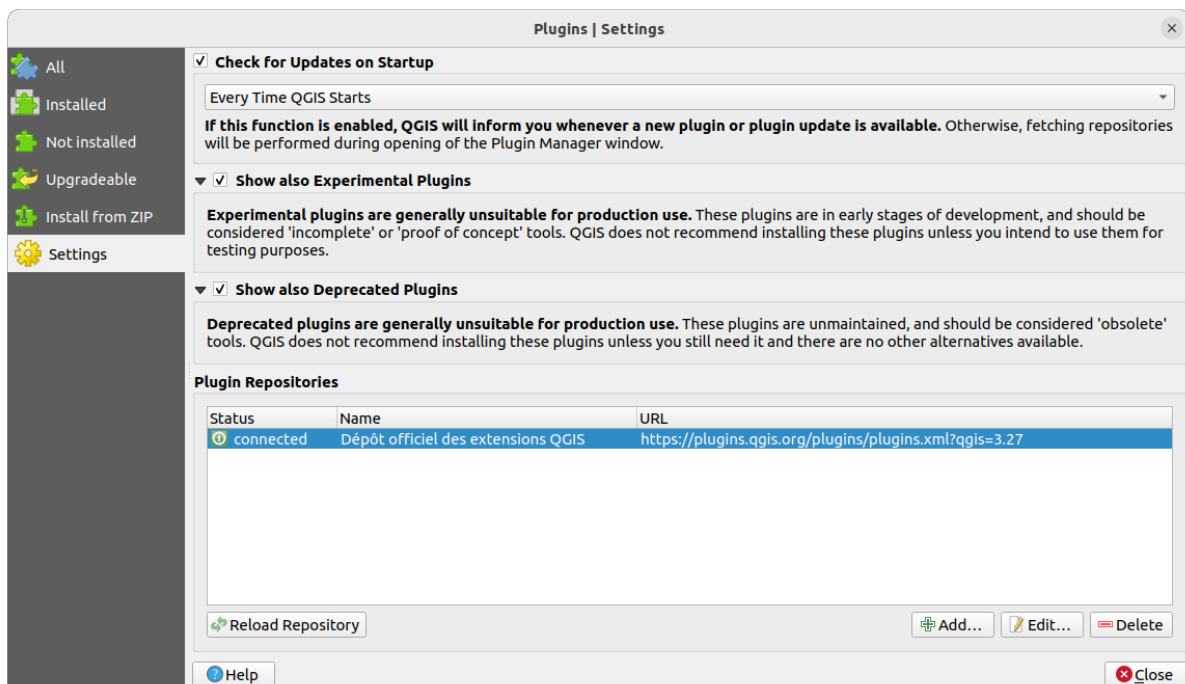 Plugins | Settings
All
Installed
Not installed
Upgradeable
Install from ZIP
Settings
Check for Updates on Startup
Every Time QGIS Starts
If this function is enabled, QGIS will inform you whenever a new plugin or plugin update is available. Otherwise, fetching repositories
will be performed during opening of the Plugin Manager window.
Show also Experimental Plugins
Experimental plugins are generally unsuitable for production use. These plugins are in early stages of development, and should be
considered 'incomplete' or 'proof of concept' tools. QGIS does not recommend installing these plugins unless you intend to use them for
testing purposes.
Show also Deprecated Plugins
Deprecated plugins are generally unsuitable for production use. These plugins are unmaintained, and should be considered 'obsolete'
tools. QGIS does not recommend installing these plugins unless you still need it and there are no other alternatives available.
Plugin Repositories
Status Name URL
connected Dépôt officiel des extensions QGIS https://plugins.qgis.org/plugins/plugins.xml?qgis=3.27
Reload Repository Add... Edit... Delete
Help Close